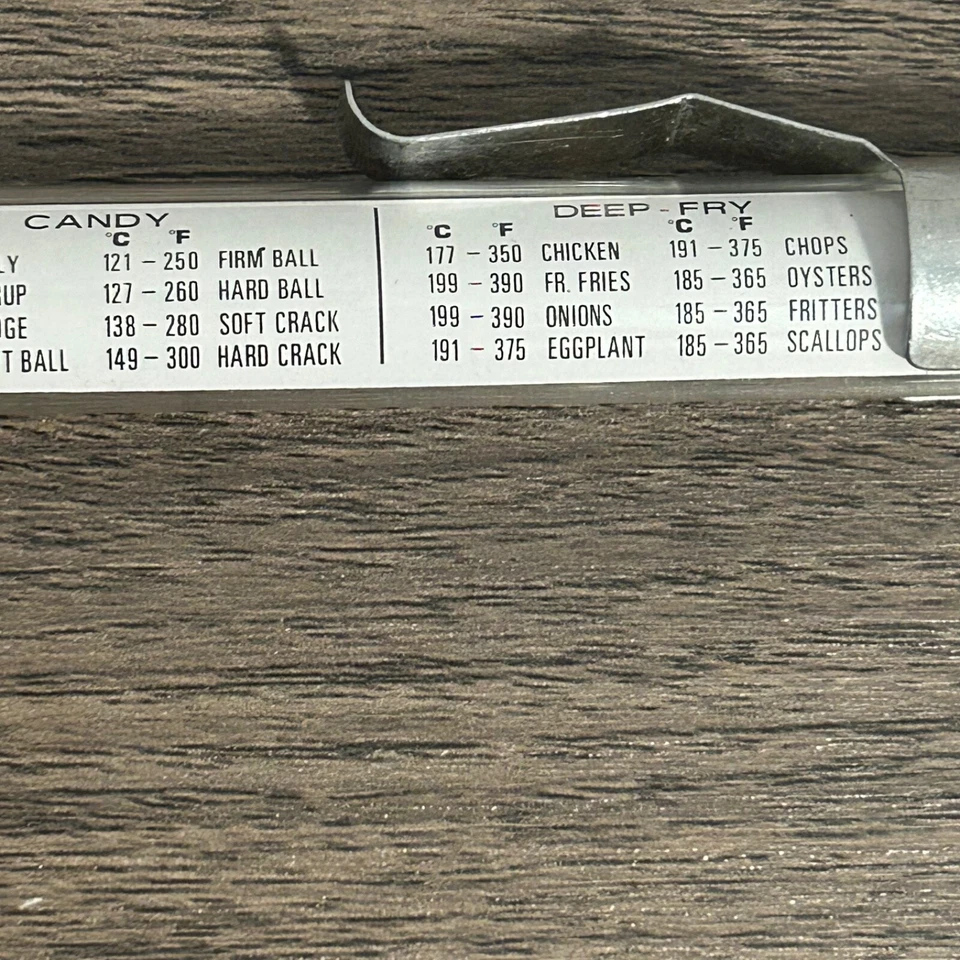 CANDY
°C °F
LY 121 – 250 FIRM BALL
UP 127 – 260 HARD BALL
GE 138 – 280 SOFT CRACK
T BALL 149 – 300 HARD CRACK
DEEP - FRY
°C °F °C °F
177 – 350 CHICKEN 191 – 375 CHOPS
199 – 390 FR. FRIES 185 – 365 OYSTERS
199 – 390 ONIONS 185 – 365 FRITTERS
191 – 375 EGGPLANT 185 – 365 SCALLOPS